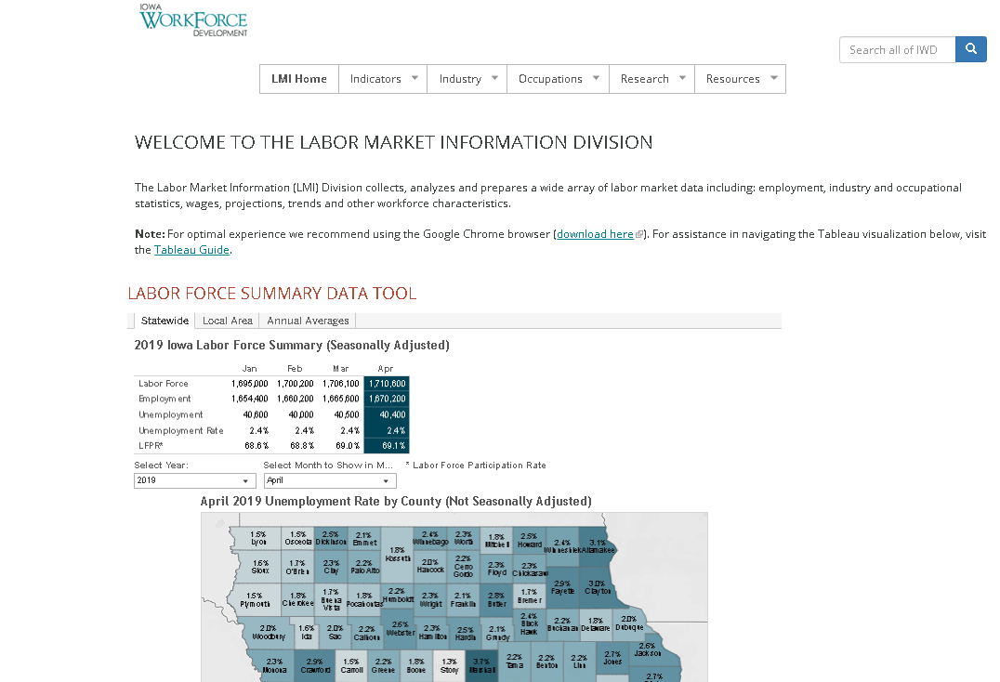 IOWA
WORKFORCE
DEVELOPMENT
Search all of IWD
LMI Home Indicators Industry Occupations Research Resources
WELCOME TO THE LABOR MARKET INFORMATION DIVISION
The Labor Market Information (LMI) Division collects, analyzes and prepares a wide array of labor market data including: employment, industry and occupational
statistics, wages, projections, trends and other workforce characteristics.
Note: For optimal experience we recommend using the Google Chrome browser (download here). For assistance in navigating the Tableau visualization below, visit
the Tableau Guide.
LABOR FORCE SUMMARY DATA TOOL
Statewide Local Area Annual Averages
2019 Iowa Labor Force Summary (Seasonally Adjusted)
Jan Feb Mar Apr
Labor Force 1,695,000 1,700,200 1,706,100 1,710,600
Employment 1,654,400 1,660,200 1,665,600 1,670,200
Unemployment 40,600 40,000 40,500 40,400
Unemployment Rate 2.4% 2.4% 2.4% 2.4%
LFPR* 68.6% 68.8% 69.0% 69.1%
Select Year: Select Month to Show in M... * Labor Force Participation Rate
2019 April
April 2019 Unemployment Rate by County (Not Seasonally Adjusted)
1.5% 1.5% 2.5% 2.1% 2.4% 2.3% 1.8% 2.5% 2.4% 3.1%
Lyon Osceola Dickinson Emmet Winnebago Worth Mitchell Howard Winneshiek Allamakee
1.8%
Kossuth
1.6% 1.7% 2.3% 2.2% 2.0% 2.2% 2.3% 2.3%
Sioux O'Brien Clay Palo Alto Hancock Cerro Gordo Floyd Chickasaw
2.9% 3.0%
Fayette Clayton
1.5% 1.8% 1.7% 1.8% 2.2% 2.3% 2.1% 2.8% 1.7%
Plymouth Cherokee Buena Vista Pocahontas Humboldt Wright Franklin Butler Bremer
2.0% 1.6% 2.0% 2.2% 2.6% 2.3% 2.5% 2.1% 2.4% 2.2% 1.8% 2.0%
Woodbury Ida Sac Calhoun Webster Hamilton Hardin Grundy Black Hawk Buchanan Delaware Dubuque
2.3% 2.9% 1.5% 2.2% 1.8% 1.3% 3.7% 2.2% 2.2% 2.2% 2.7% 2.6%
Monona Crawford Carroll Greene Boone Story Marshall Tama Benton Linn Jones Jackson
2.7%